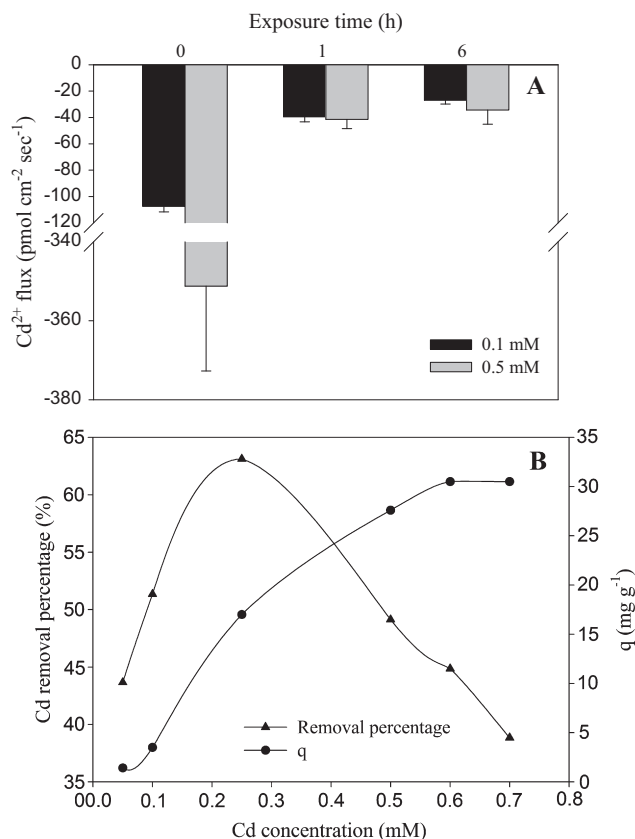 Exposure time (h)
0 1 6
A
0
-20
-40
-60
-80
-100
-120
-340
-360
-380
Cd²⁺ flux (pmol cm⁻² sec⁻¹)
0.1 mM
0.5 mM
B
65
60
55
50
45
40
35
Cd removal percentage (%)
35
30
25
20
15
10
5
0
q (mg g⁻¹)
Removal percentage
q
00.0 0.1 0.2 0.3 0.4 0.5 0.6 0.7 0.8
Cd concentration (mM)